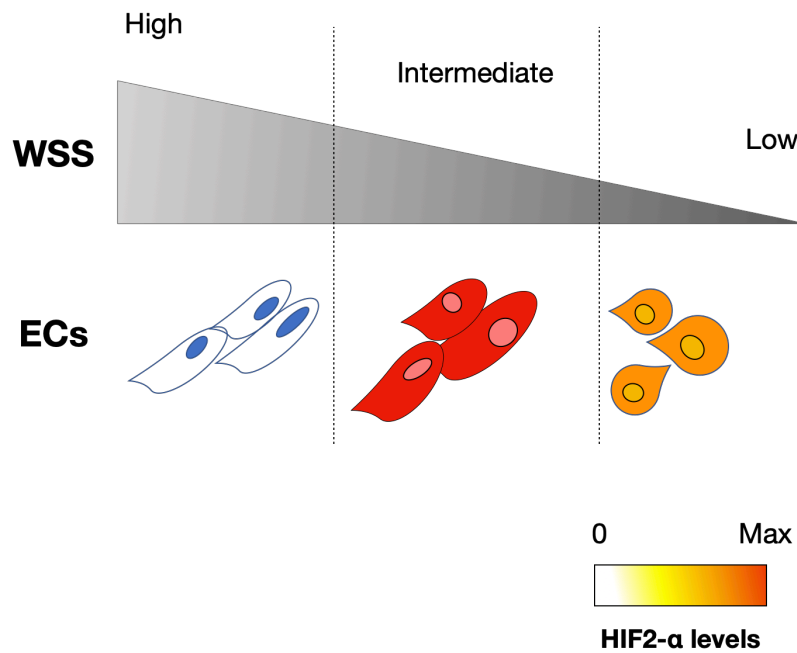 High
Intermediate
Low
WSS
ECs
0 Max
HIF2-α levels